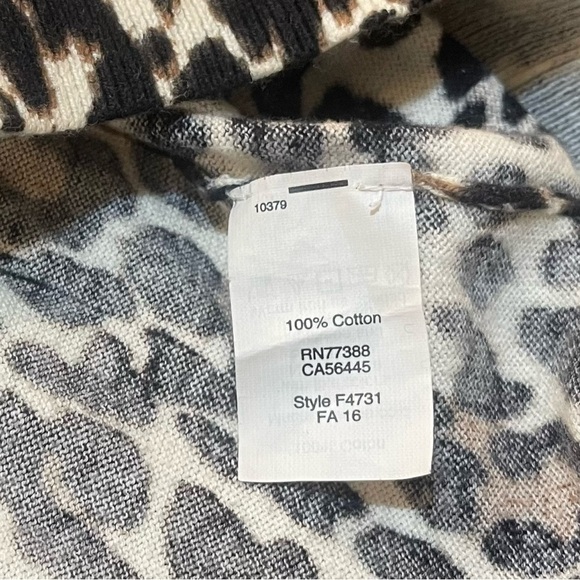 10379
100% Cotton
RN77388
CA56445
Style F4731
FA 16